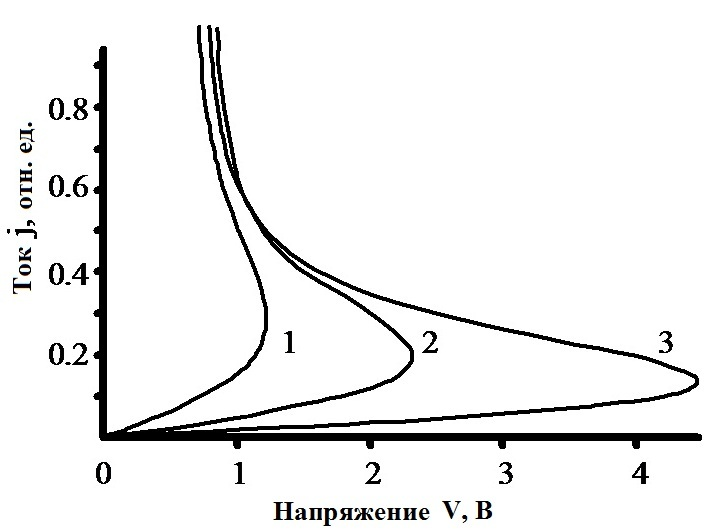 Ток j, отн. ед.
0.8
0.6
0.4
0.2
1
2
3
0 1 2 3 4
Напряжение V, В